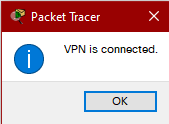 Packet Tracer
VPN is connected.
OK